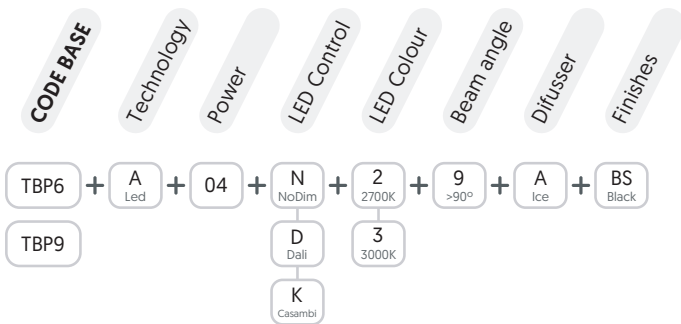 CODE BASE
Technology
Power
LED Control
LED Colour
Beam angle
Difusser
Finishes
TBP6 + A + 04 + N + 2 + 9 + A + BS
Led NoDim 2700K >90º Ice Black
TBP9 D 3
Dali 3000K
K
Casambi